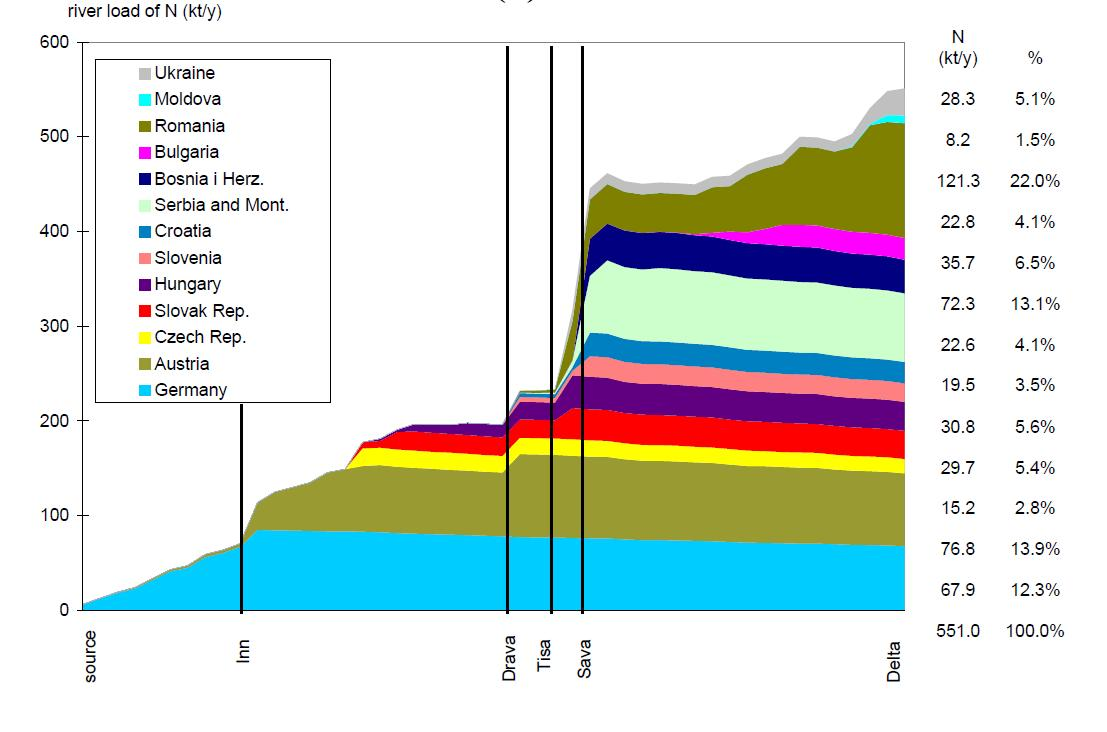 river load of N (kt/y)
600
500
400
300
200
100
0
Ukraine
Moldova
Romania
Bulgaria
Bosnia i Herz.
Serbia and Mont.
Croatia
Slovenia
Hungary
Slovak Rep.
Czech Rep.
Austria
Germany
source
Inn
Drava
Tisa
Sava
Delta
N
(kt/y) %
28.3 5.1%
8.2 1.5%
121.3 22.0%
22.8 4.1%
35.7 6.5%
72.3 13.1%
22.6 4.1%
19.5 3.5%
30.8 5.6%
29.7 5.4%
15.2 2.8%
76.8 13.9%
67.9 12.3%
551.0 100.0%